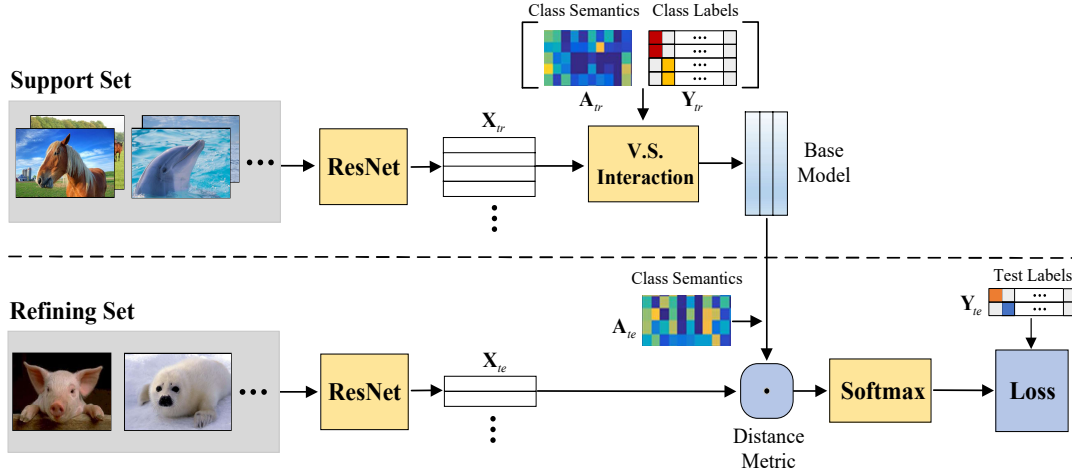 Class Semantics Class Labels
A_tr Y_tr
Support Set
X_tr
ResNet
V.S.
Interaction
Base
Model
Class Semantics
Test Labels
Refining Set
A_te
Y_te
X_te
ResNet
Softmax
Loss
Distance
Metric